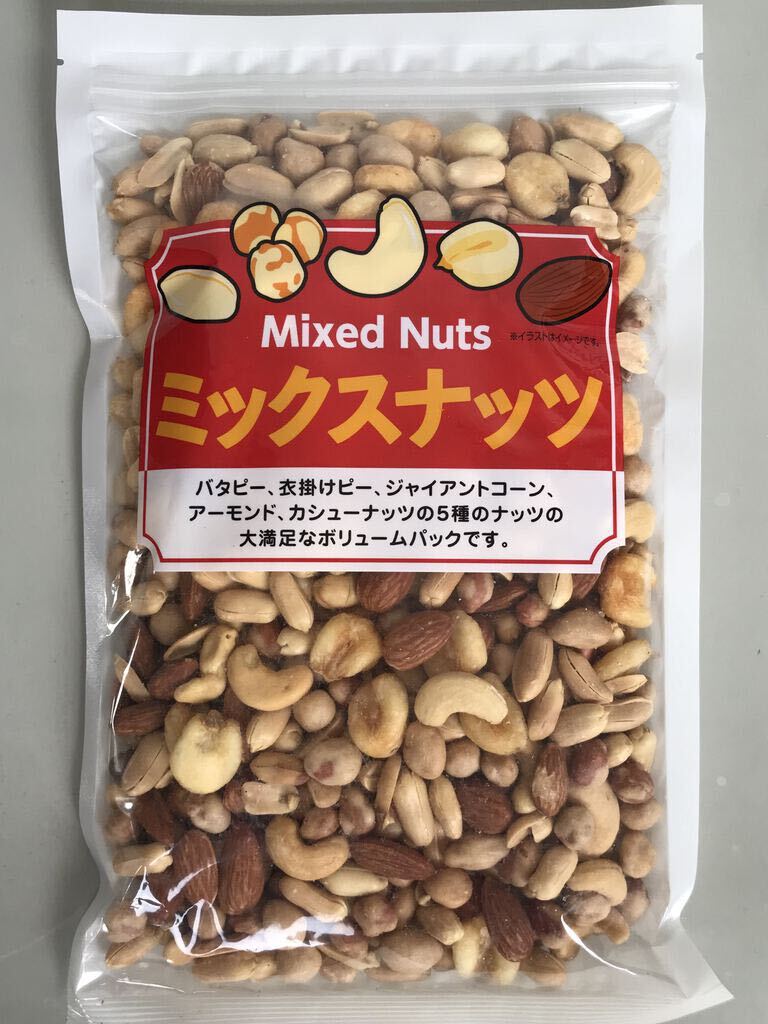 Mixed Nuts
※イラストはイメージです。
ミックスナッツ
バタピー、衣掛けピー、ジャイアントコーン、
アーモンド、カシューナッツの5種のナッツの
大満足なボリュームパックです。